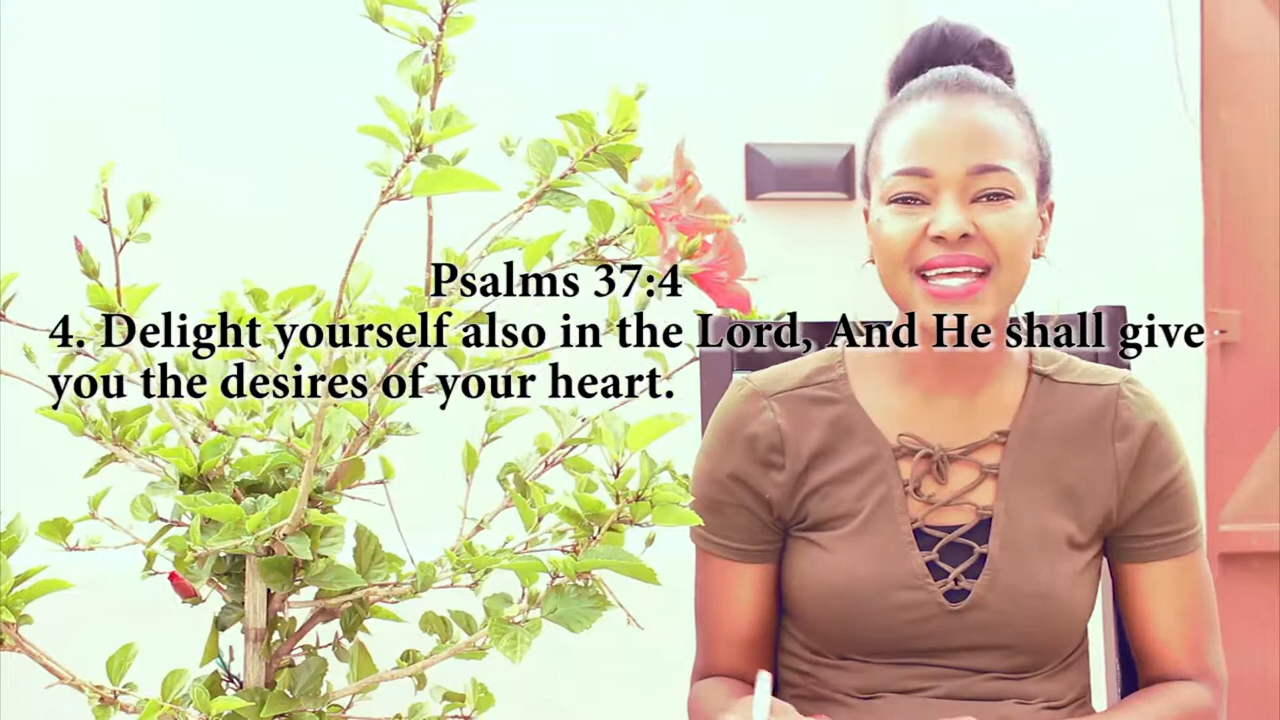 Psalms 37:4
4. Delight yourself also in the Lord, And He shall give
you the desires of your heart.